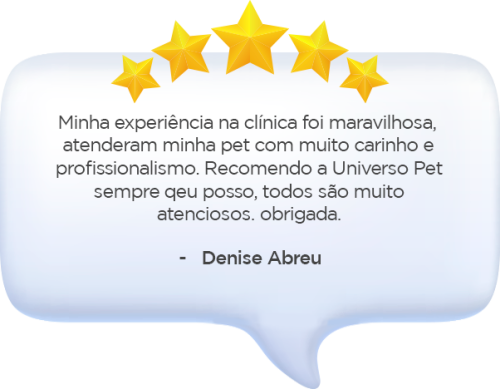 Minha experiência na clínica foi maravilhosa,
atenderam minha pet com muito carinho e
profissionalismo. Recomendo a Universo Pet
sempre qeu posso, todos são muito
atenciosos. obrigada.
- Denise Abreu